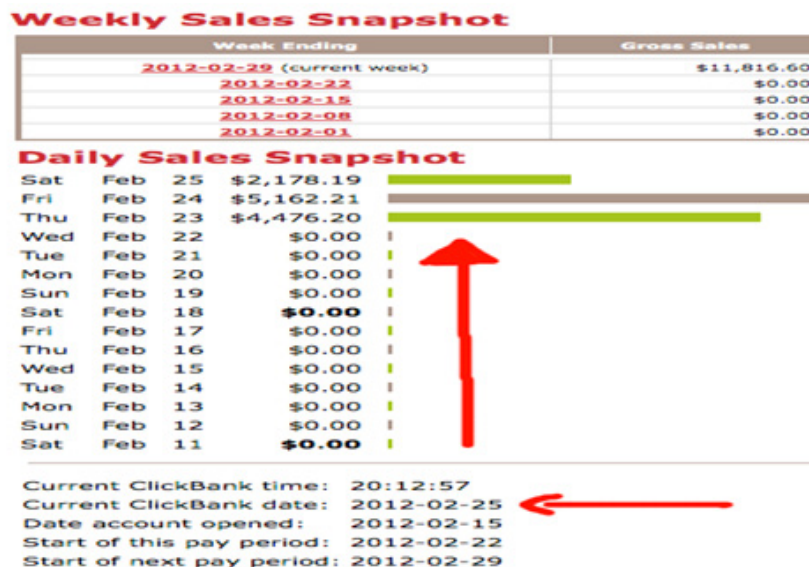 Weekly Sales Snapshot
Week Ending Gross Sales
2012-02-29 (current week) $11,816.60
2012-02-22 $0.00
2012-02-15 $0.00
2012-02-08 $0.00
2012-02-01 $0.00
Daily Sales Snapshot
Sat Feb 25 $2,178.19
Fri Feb 24 $5,162.21
Thu Feb 23 $4,476.20
Wed Feb 22 $0.00
Tue Feb 21 $0.00
Mon Feb 20 $0.00
Sun Feb 19 $0.00
Sat Feb 18 $0.00
Fri Feb 17 $0.00
Thu Feb 16 $0.00
Wed Feb 15 $0.00
Tue Feb 14 $0.00
Mon Feb 13 $0.00
Sun Feb 12 $0.00
Sat Feb 11 $0.00
Current ClickBank time: 20:12:57
Current ClickBank date: 2012-02-25
Date account opened: 2012-02-15
Start of this pay period: 2012-02-22
Start of next pay period: 2012-02-29